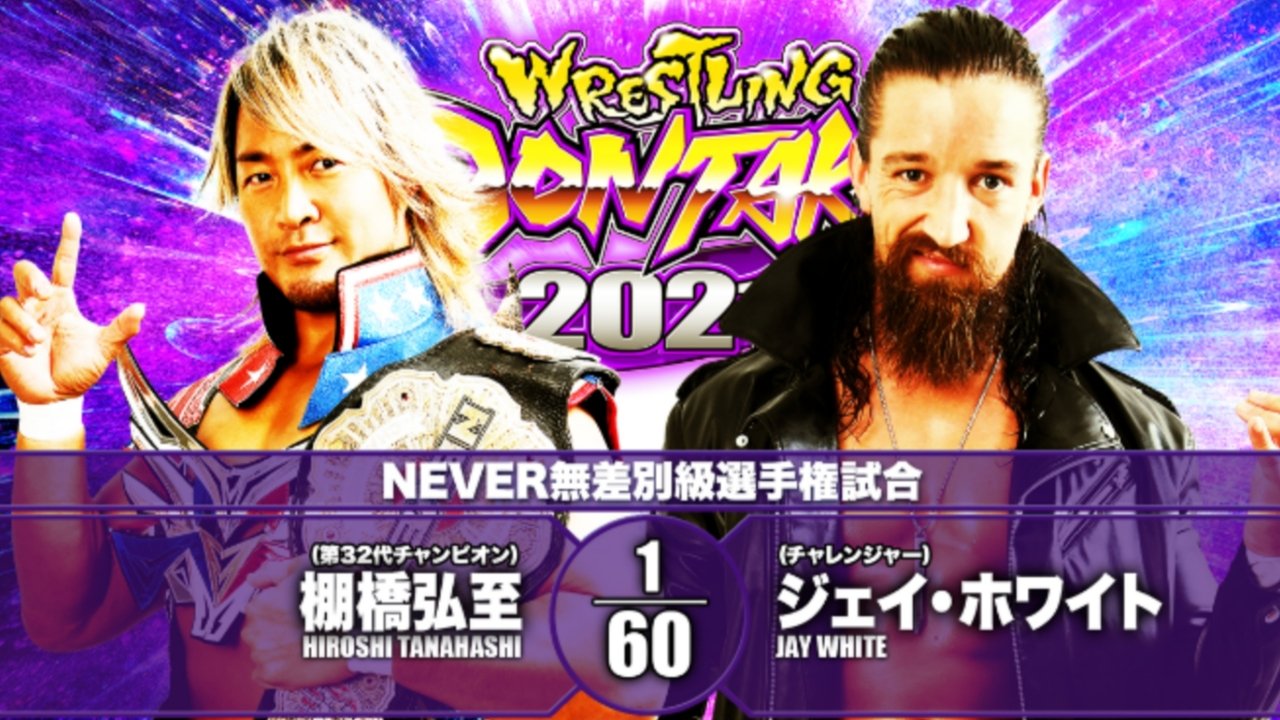 WRESTLING
DONTAKU
202
NEVER無差別級選手権試合
(第32代チャンピオン)
棚橋弘至
HIROSHI TANAHASHI
1
60
(チャレンジャー)
ジェイ・ホワイト
JAY WHITE